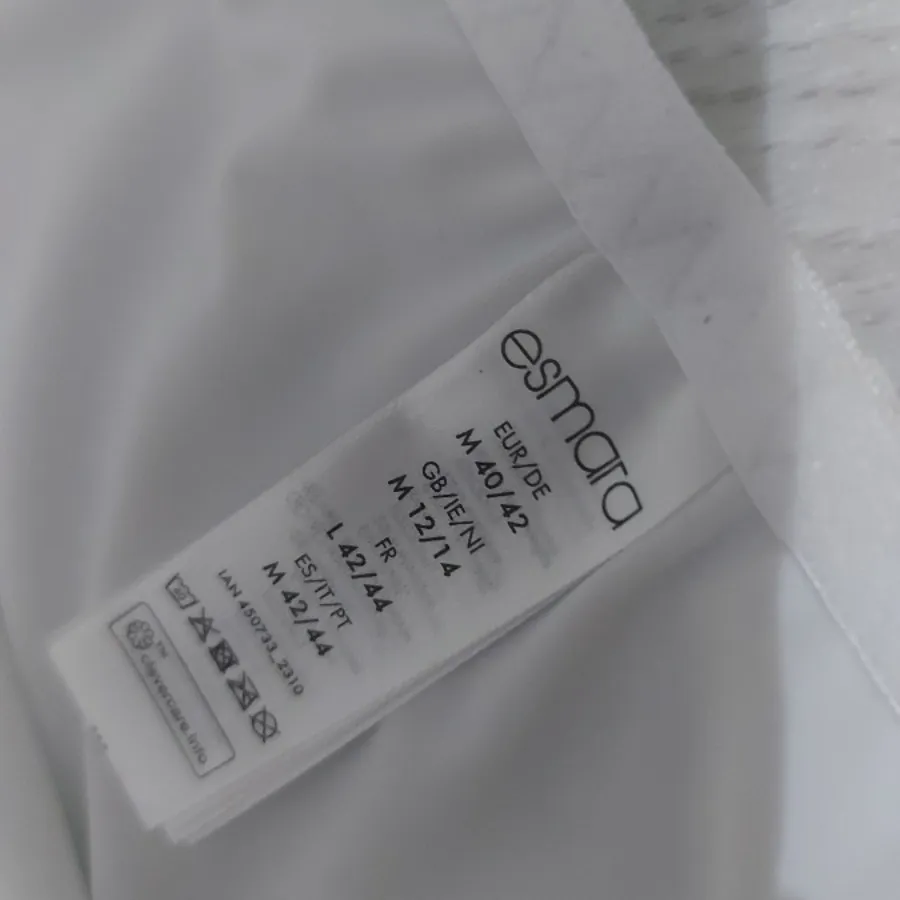 esmara
EUR/DE
M 40/42
GB/IE/NI
M 12/14
FR
L 42/44
ES/IT/PT
M 42/44
IAN 450733_2310
clevercare.info